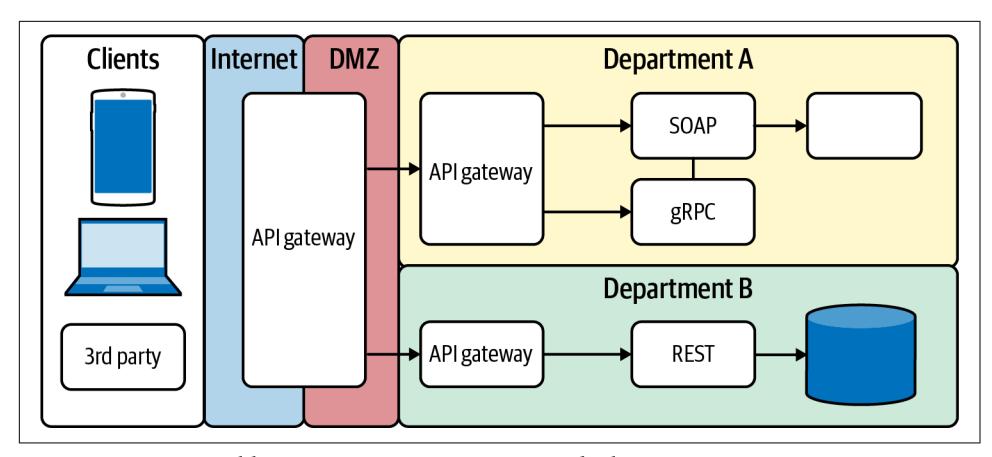 Clients
Internet
DMZ
Department A
API gateway
SOAP
gRPC
API gateway
3rd party
Department B
API gateway
REST